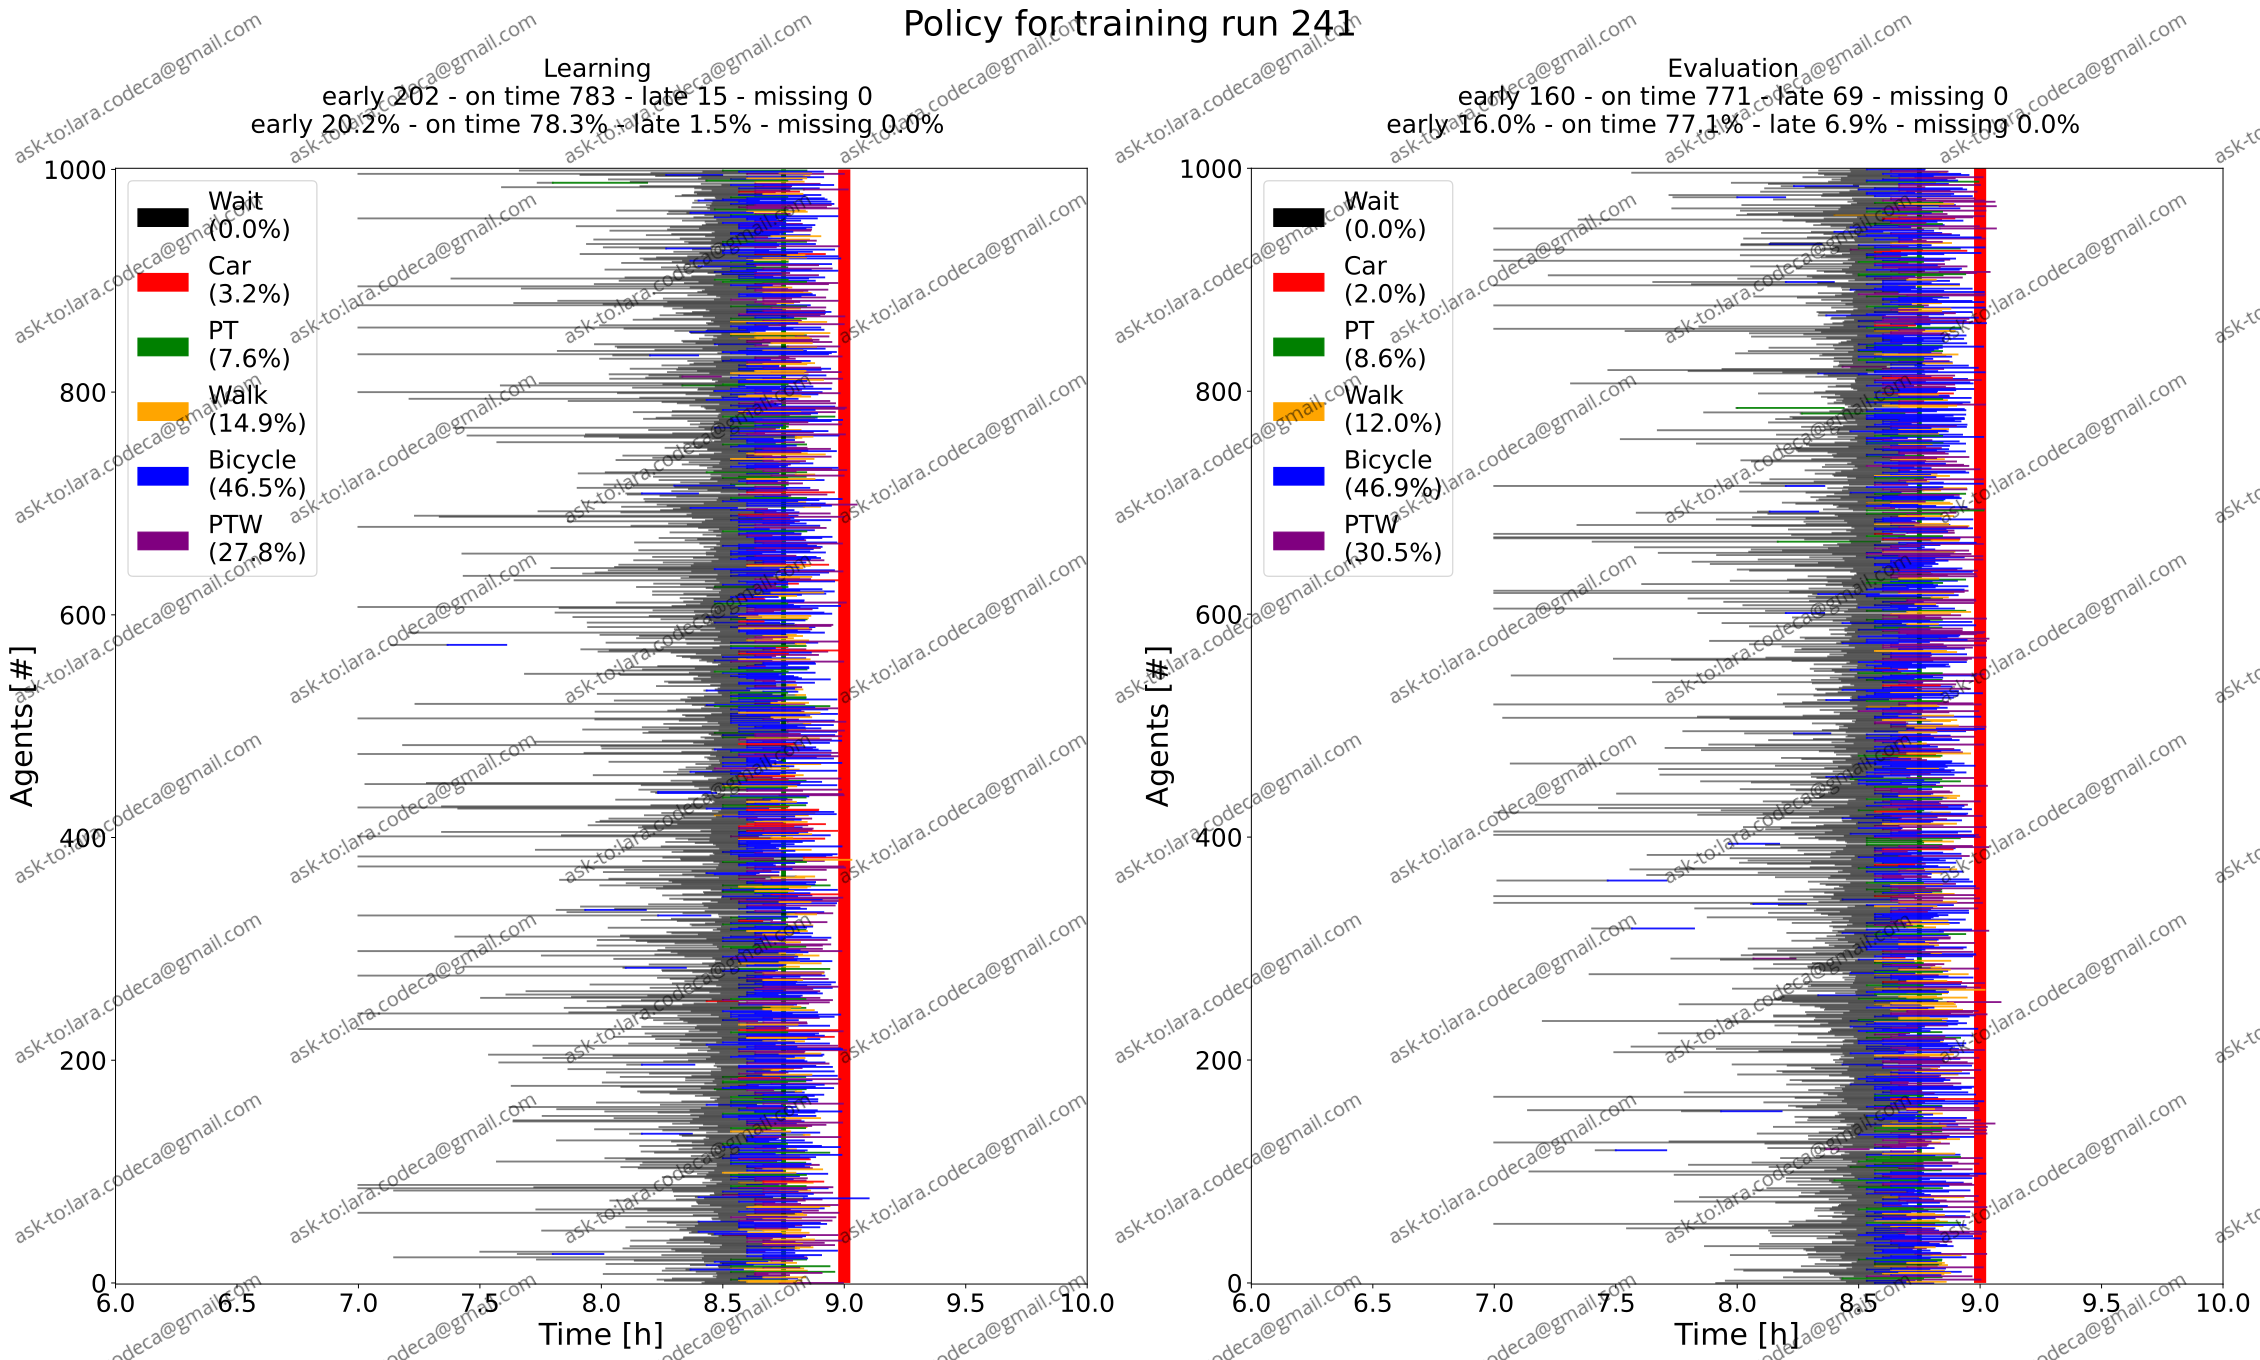 Policy for training run 241
Learning
early 202 - on time 783 - late 15 - missing 0
early 20.2% - on time 78.3% - late 1.5% - missing 0.0%
Agents [#]
1000
800
600
400
200
0
Wait
(0.0%)
Car
(3.2%)
PT
(7.6%)
Walk
(14.9%)
Bicycle
(46.5%)
PTW
(27.8%)
6.0 6.5 7.0 7.5 8.0 8.5 9.0 9.5 10.0
Time [h]
Evaluation
early 160 - on time 771 - late 69 - missing 0
early 16.0% - on time 77.1% - late 6.9% - missing 0.0%
Agents [#]
1000
800
600
400
200
0
Wait
(0.0%)
Car
(2.0%)
PT
(8.6%)
Walk
(12.0%)
Bicycle
(46.9%)
PTW
(30.5%)
6.0 6.5 7.0 7.5 8.0 8.5 9.0 9.5 10.0
Time [h]
ask-to:lara.codeca@gmail.com